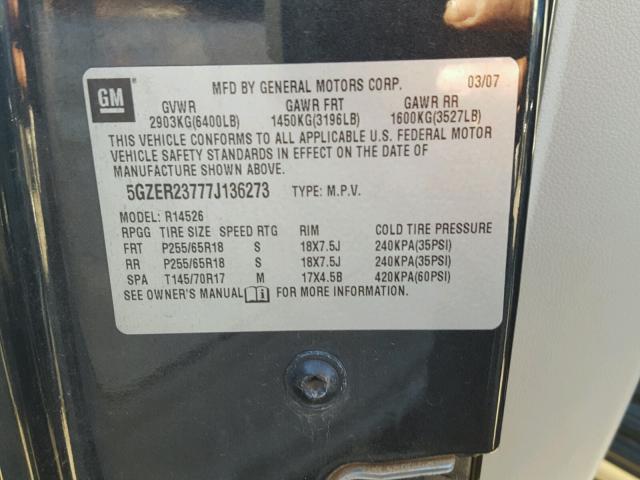 GM
MFD BY GENERAL MOTORS CORP. 03/07
GVWR GAWR FRT GAWR RR
2903KG(6400LB) 1450KG(3196LB) 1600KG(3527LB)
THIS VEHICLE CONFORMS TO ALL APPLICABLE U.S. FEDERAL MOTOR
VEHICLE SAFETY STANDARDS IN EFFECT ON THE DATE OF
MANUFACTURE SHOWN ABOVE.
5GZER23777J136273 TYPE: M.P.V.
MODEL: R14526
RPGG TIRE SIZE SPEED RTG RIM COLD TIRE PRESSURE
FRT P255/65R18 S 18X7.5J 240KPA(35PSI)
RR P255/65R18 S 18X7.5J 240KPA(35PSI)
SPA T145/70R17 M 17X4.5B 420KPA(60PSI)
SEE OWNER'S MANUAL FOR MORE INFORMATION.